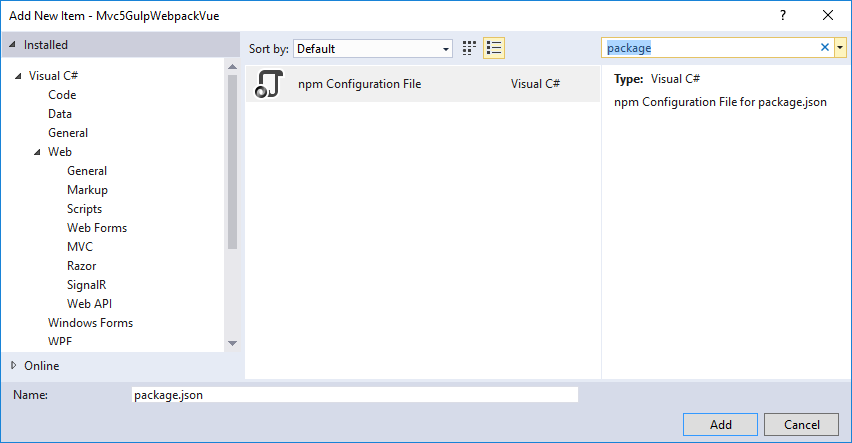 Add New Item - Mvc5GulpWebpackVue
Installed
Sort by: Default
package
Visual C#
Code
Data
General
Web
General
Markup
Scripts
Web Forms
MVC
Razor
SignalR
Web API
Windows Forms
WPF
Online
npm Configuration File Visual C#
Type: Visual C#
npm Configuration File for package.json
Name: package.json
Add Cancel